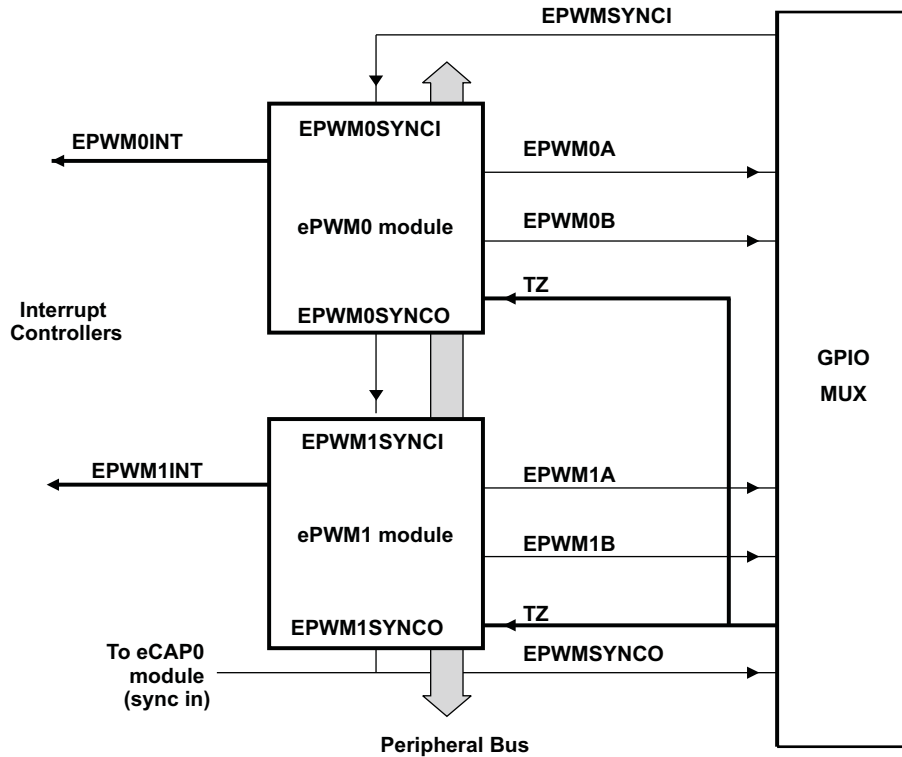 EPWMSYNCI
EPWM0SYNCI
EPWM0INT
EPWM0A
ePWM0 module
EPWM0B
TZ
EPWM0SYNCO
Interrupt
Controllers
GPIO
MUX
EPWM1SYNCI
EPWM1INT
EPWM1A
ePWM1 module
EPWM1B
TZ
EPWM1SYNCO
To eCAP0
module
(sync in)
EPWMSYNCO
Peripheral Bus